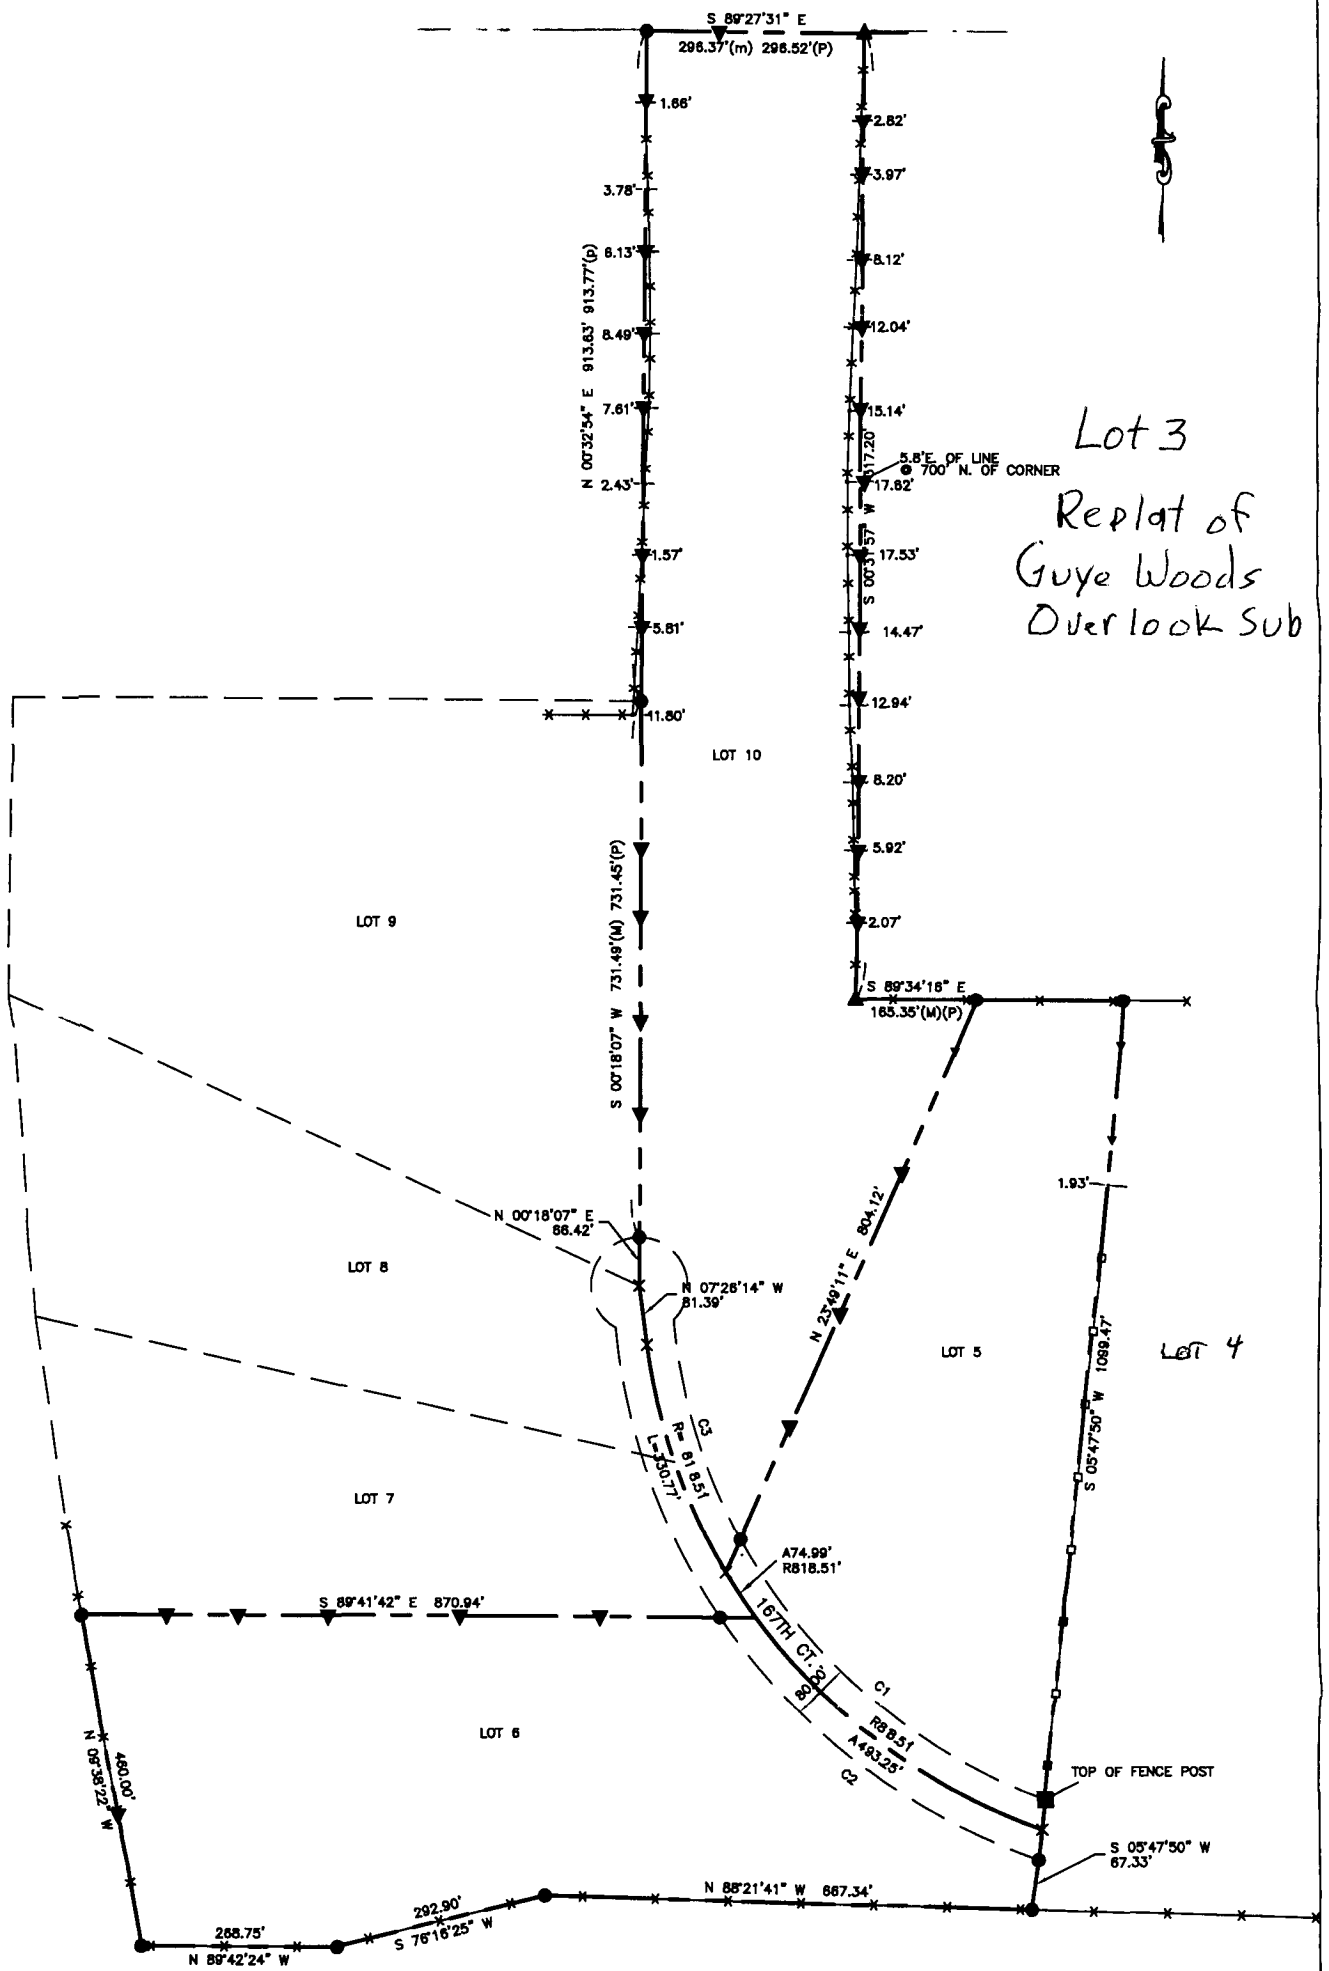 S 89°27'31" E
296.37'(m) 296.52'(P)
1.66'
2.82'
3.97'
3.78'
6.13'
8.12'
N 00°32'54" E 913.63' 913.77'(p)
8.49'
12.04'
7.61'
15.14'
Lot 3
5.8'E. OF LINE
@ 700' N. OF CORNER
2.43'
17.62'
Replat of
Guye Woods
Overlook Sub
1.57'
17.53'
S 00°31'57" W 1317.20'
5.81'
14.47'
11.80'
12.94'
LOT 10
8.20'
5.92'
LOT 9
2.07'
S 00°18'07" W 731.49'(M) 731.45'(P)
S 89°34'16" E
165.35'(M)(P)
1.93'
N 00°18'07" E
66.42'
N 23°49'11" E 804.12'
LOT 8
N 07°26'14" W
81.39'
LOT 5
LOT 4
S 05°47'50" W 1099.47'
C3
R= 818.51
L=330.77'
LOT 7
A74.99'
R818.51'
S 89°41'42" E 870.94'
167TH CT.
80.00
C1
R818.51
A493.25'
C2
LOT 6
TOP OF FENCE POST
N 09°38'22" W
460.00'
S 05°47'50" W
67.33'
N 88°21'41" W 667.34'
292.90'
S 76°16'25" W
268.75'
N 89°42'24" W